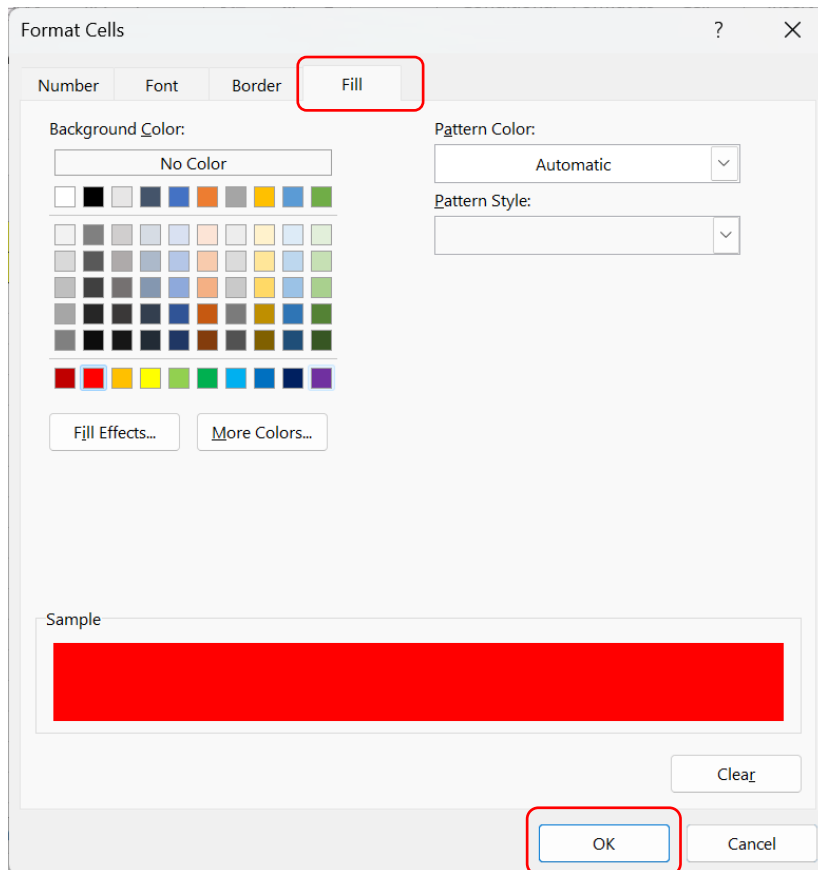 Format Cells ?
Number Font Border Fill
Background Color: Pattern Color:
No Color Automatic
Pattern Style:
Fill Effects... More Colors...
Sample
Clear
OK Cancel